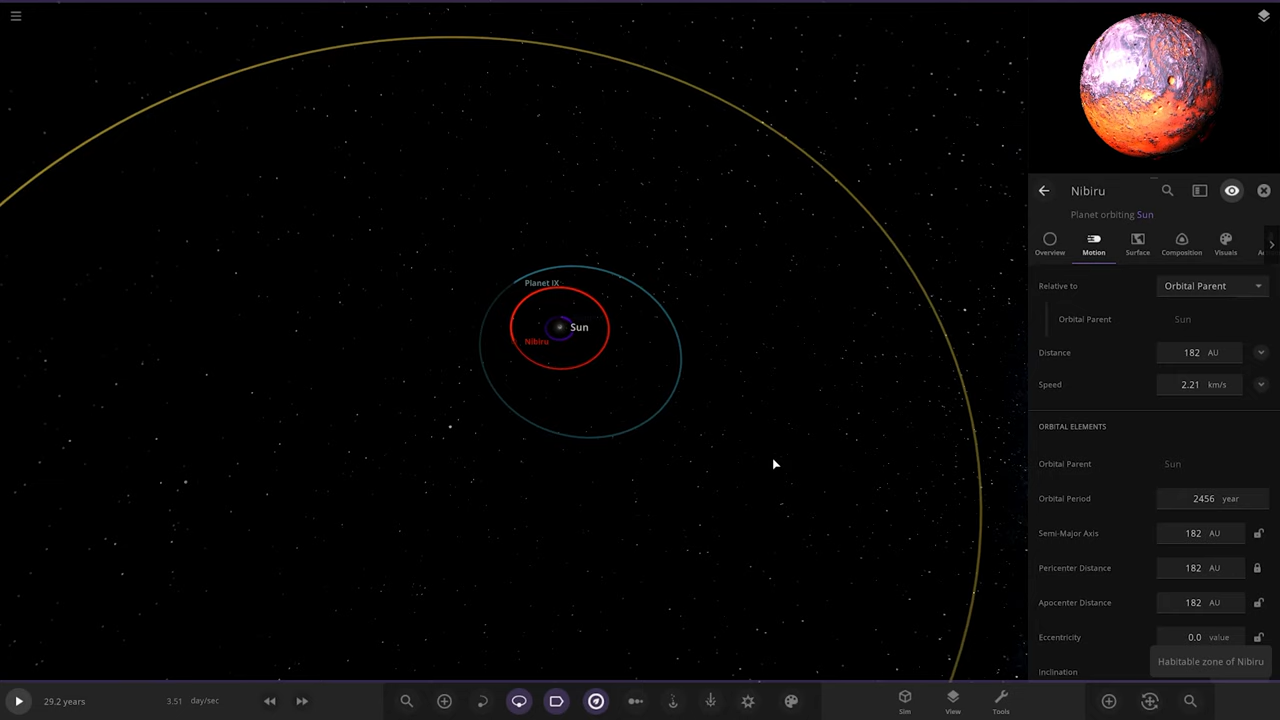 Planet IX
Sun
Nibiru
Nibiru
Planet orbiting Sun
Overview
Motion
Surface
Composition
Visuals
Relative to
Orbital Parent
Orbital Parent
Sun
Distance
182 AU
Speed
2.21 km/s
ORBITAL ELEMENTS
Orbital Parent
Sun
Orbital Period
2456 year
Semi-Major Axis
182 AU
Pericenter Distance
182 AU
Apocenter Distance
182 AU
Eccentricity
0.0 value
Habitable zone of Nibiru
Inclination
29.2 years
3.51 day/sec
Sim
View
Tools